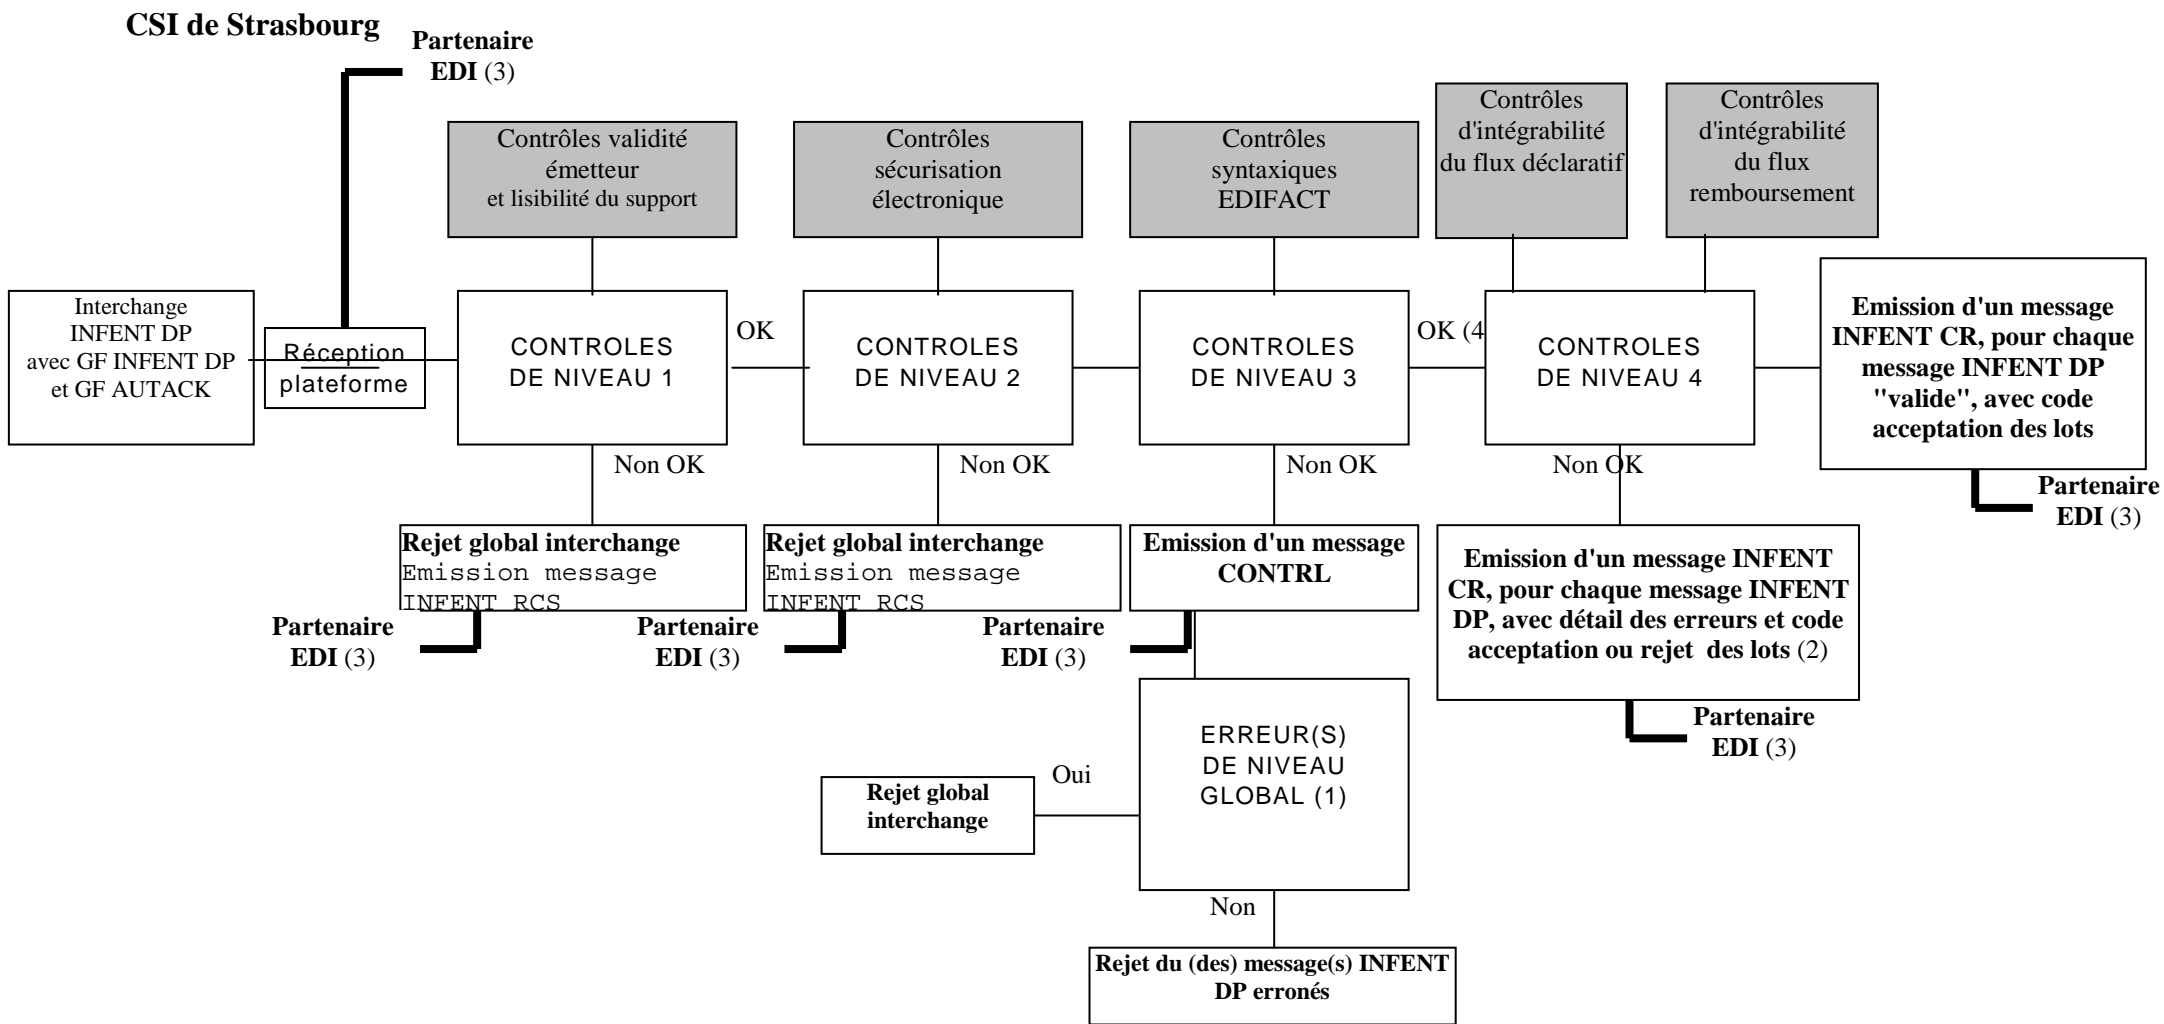 CSI de Strasbourg
Partenaire
EDI (3)
Contrôles validité
émetteur
et lisibilité du support
Contrôles
sécurisation
électronique
Contrôles
syntaxiques
EDIFACT
Contrôles
d'intégrabilité
du flux déclaratif
Contrôles
d'intégrabilité
du flux
remboursement
Interchange
INFENT DP
avec GF INFENT DP
et GF AUTACK
Réception
plateforme
CONTROLES
DE NIVEAU 1
OK
CONTROLES
DE NIVEAU 2
CONTROLES
DE NIVEAU 3
OK (4
CONTROLES
DE NIVEAU 4
Emission d'un message
INFENT CR, pour chaque
message INFENT DP
"valide", avec code
acceptation des lots
Non OK
Non OK
Non OK
Non OK
Partenaire
EDI (3)
Rejet global interchange
Emission message
INFENT RCS
Rejet global interchange
Emission message
INFENT RCS
Emission d'un message
CONTRL
Emission d'un message INFENT
CR, pour chaque message INFENT
DP, avec détail des erreurs et code
acceptation ou rejet des lots (2)
Partenaire
EDI (3)
Partenaire
EDI (3)
Partenaire
EDI (3)
Partenaire
EDI (3)
ERREUR(S)
DE NIVEAU
GLOBAL (1)
Oui
Rejet global
interchange
Non
Rejet du (des) message(s) INFENT
DP erronés